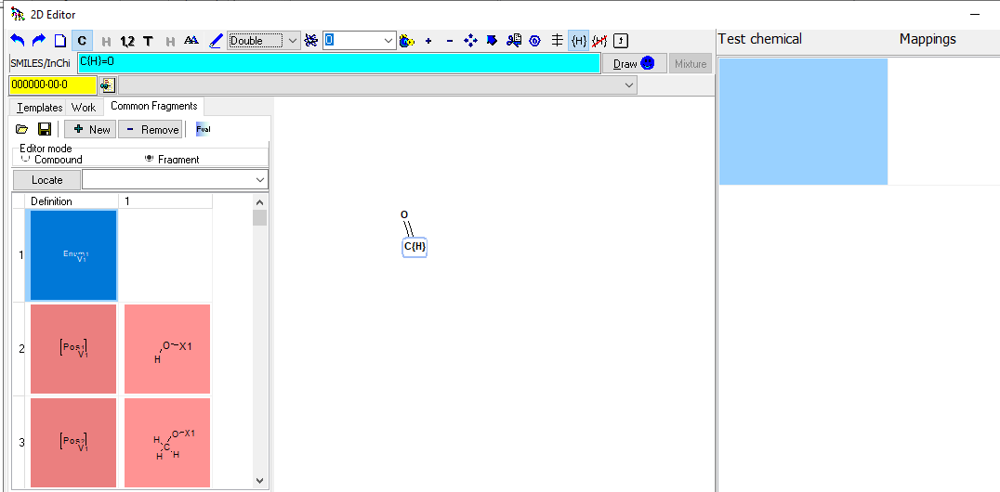 2D Editor
C H 1,2 T H AA Double 0 + - {H} {H}
Test chemical Mappings
SMILES/InChi C{H}=O Draw Mixture
000000-00-0
Templates Work Common Fragments
+ New - Remove Fval
Editor mode
Compound Fragment
Locate
Definition 1
O
C{H}
1 Enum1
V1
2 [Pos1]
V1
O~X1
H
3 [Pos2]
V1
O~X1
H
C
H H